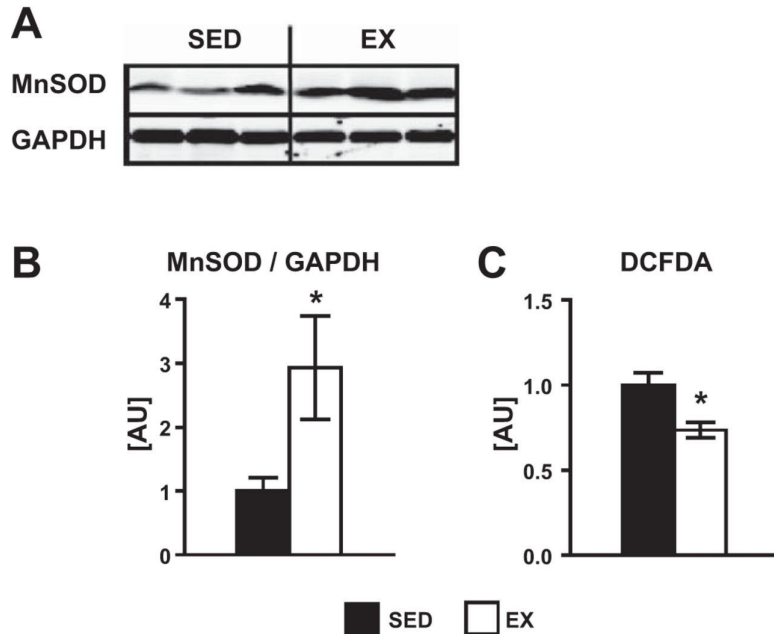 A
SED EX
MnSOD
GAPDH
B MnSOD / GAPDH
*
4
3
2
1
0
[AU]
C DCFDA
*
1.5
1.0
0.5
0.0
[AU]
SED EX